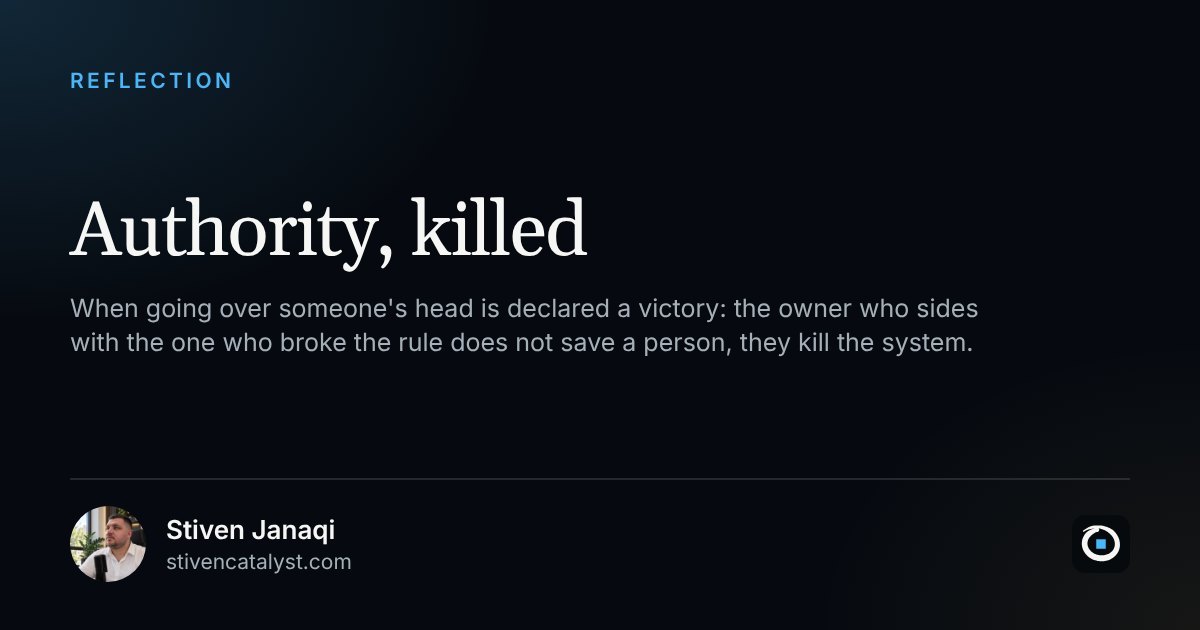 REFLECTION
Authority, killed
When going over someone's head is declared a victory: the owner who sides
with the one who broke the rule does not save a person, they kill the system.
Stiven Janaqi
stivencatalyst.com